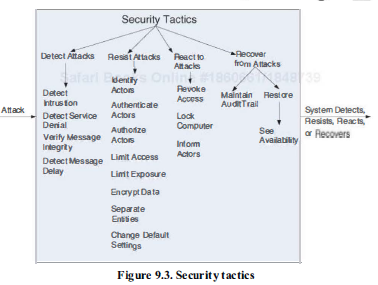 Security Tactics
Detect Attacks
Resist Attacks
React to
Attacks
Recover
from Attacks
Detect
Intrustion
Detect Service
Denial
Verify Message
Integrity
Detect Message
Delay
Identify
Actors
Authenticate
Actors
Authorize
Actors
Limit Access
Limit Exposure
Encrypt Data
Separate
Entities
Change Default
Settings
Revoke
Access
Lock
Computer
Inform
Actors
Maintain
Audit Trail
Restore
See
Availability
Attack
System Detects,
Resists, Reacts,
or Recovers
Figure 9.3. Security tactics